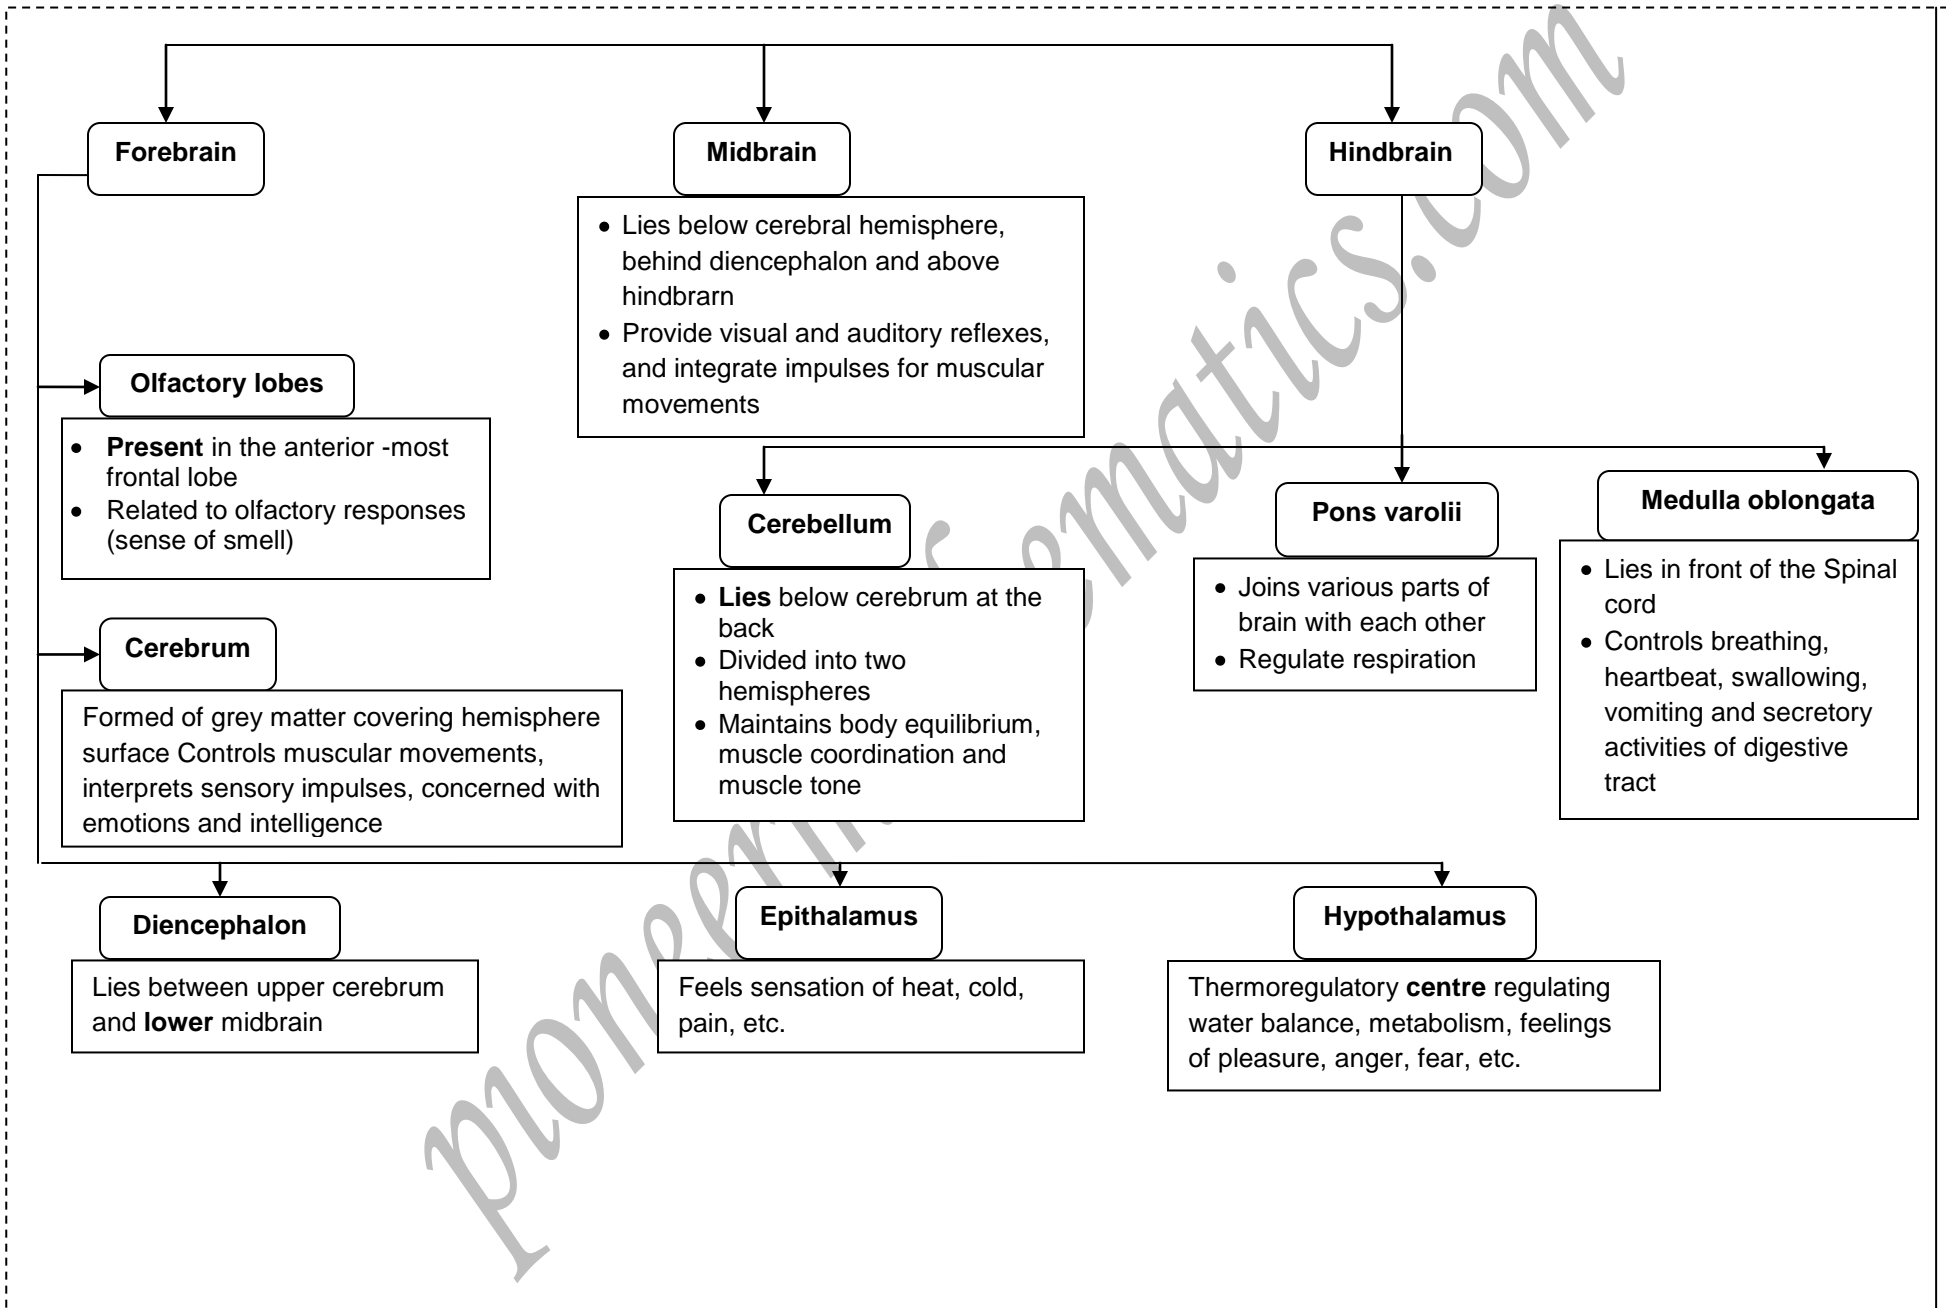 Forebrain
Midbrain
Hindbrain
• Lies below cerebral hemisphere,
behind diencephalon and above
hindbrarn
• Provide visual and auditory reflexes,
and integrate impulses for muscular
movements
Olfactory lobes
• Present in the anterior -most
frontal lobe
• Related to olfactory responses
(sense of smell)
Cerebellum
• Lies below cerebrum at the
back
• Divided into two
hemispheres
• Maintains body equilibrium,
muscle coordination and
muscle tone
Pons varolii
• Joins various parts of
brain with each other
• Regulate respiration
Medulla oblongata
• Lies in front of the Spinal
cord
• Controls breathing,
heartbeat, swallowing,
vomiting and secretory
activities of digestive
tract
Cerebrum
Formed of grey matter covering hemisphere
surface Controls muscular movements,
interprets sensory impulses, concerned with
emotions and intelligence
Diencephalon
Lies between upper cerebrum
and lower midbrain
Epithalamus
Feels sensation of heat, cold,
pain, etc.
Hypothalamus
Thermoregulatory centre regulating
water balance, metabolism, feelings
of pleasure, anger, fear, etc.